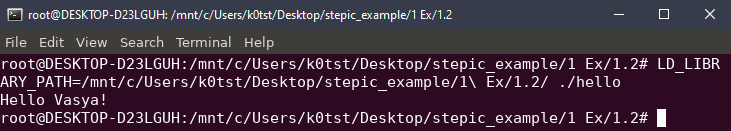 root@DESKTOP-D23LGUH: /mnt/c/Users/k0tst/Desktop/stepic_example/1 Ex/1.2
File Edit View Search Terminal Help
root@DESKTOP-D23LGUH:/mnt/c/Users/k0tst/Desktop/stepic_example/1 Ex/1.2# LD_LIBR
ARY_PATH=/mnt/c/Users/k0tst/Desktop/stepic_example/1\ Ex/1.2/ ./hello
Hello Vasya!
root@DESKTOP-D23LGUH:/mnt/c/Users/k0tst/Desktop/stepic_example/1 Ex/1.2#